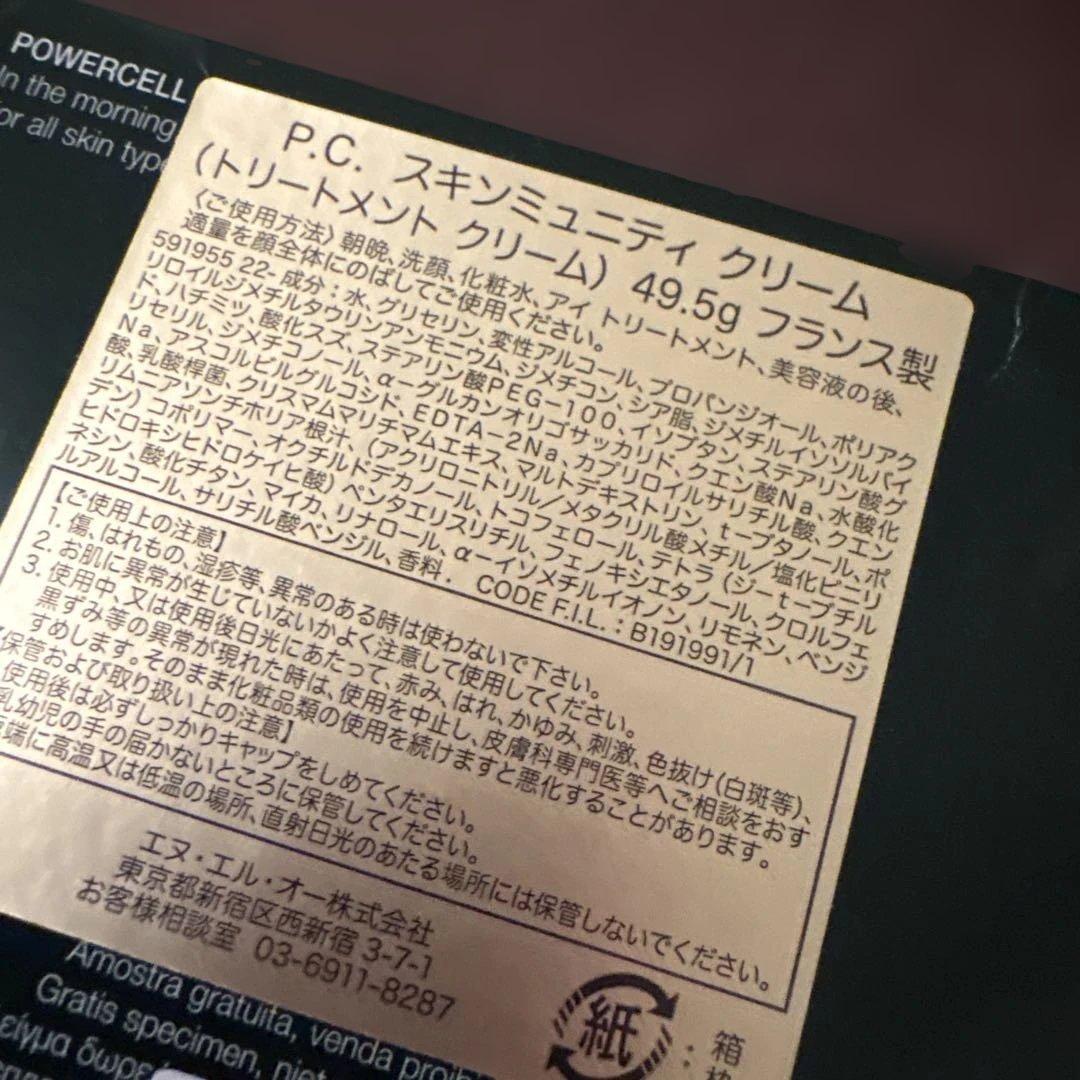 POWERCELL
In the morning
for all skin type
P.C. スキンミュニティ クリーム
(トリートメント クリーム) 49.5g フランス製
〈ご使用方法〉朝晩、洗顔、化粧水、アイ トリートメント、美容液の後、
適量を顔全体にのばしてご使用ください。
591955 22- 成分:水、グリセリン、変性アルコール、プロパンジオール、ポリアク
リロイルジメチルタウリンアンモニウム、ジメチコン、シア脂、ジメチルイソソルバイ
ド、ハチミツ、酸化スズ、ステアリン酸PEG-100、イソブタン、ステアリン酸グ
リセリル、ジメチコノール、α-グルカンオリゴサッカリド、クエン酸Na、水酸化
Na、アスコルビルグルコシド、EDTA-2Na、カプリロイルサリチル酸、クエン
酸、乳酸桿菌、クリスマムマリチマムエキス、マルトデキストリン、t-ブタノール、ポ
リムニアソンチホリア根汁、(アクリロニトリル/メタクリル酸メチル/塩化ビニリ
デン)コポリマー、オクチルドデカノール、トコフェロール、テトラ(ジ-t-ブチル
ヒドロキシヒドロケイヒ酸)ペンタエリスリチル、フェノキシエタノール、クロルフェ
ネシン、酸化チタン、マイカ、リナロール、α-イソメチルイオノン、リモネン、ベンジ
ルアルコール、サリチル酸ベンジル、香料. CODE F.I.L. : B191991/1
【ご使用上の注意】
1. 傷、はれもの、湿疹等、異常のある時は使わないで下さい。
2. お肌に異常が生じていないかよく注意して使用してください。
3. 使用中、又は使用後日光にあたって、赤み、はれ、かゆみ、刺激、色抜け(白斑等)、
黒ずみ等の異常が現れた時は、使用を中止し、皮膚科専門医等へご相談をおす
すめします。そのまま化粧品類の使用を続けますと悪化することがあります。
【保管および取り扱い上の注意】
使用後は必ずしっかりキャップをしめてください。
乳幼児の手の届かないところに保管してください。
極端に高温又は低温の場所、直射日光のあたる場所には保管しないでください。
エヌ・エル・オー株式会社
東京都新宿区西新宿 3-7-1
お客様相談室 03-6911-8287
紙 : 箱
Amostra gratuita, venda proibi
Gratis specimen, niet
είγμα δωρε